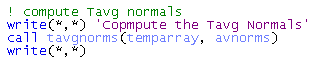 ! compute Tavg normals
write(*,*) 'Copmpute the Tavg Normals'
call tavgnorms(temparray, avnorms)
write(*,*)